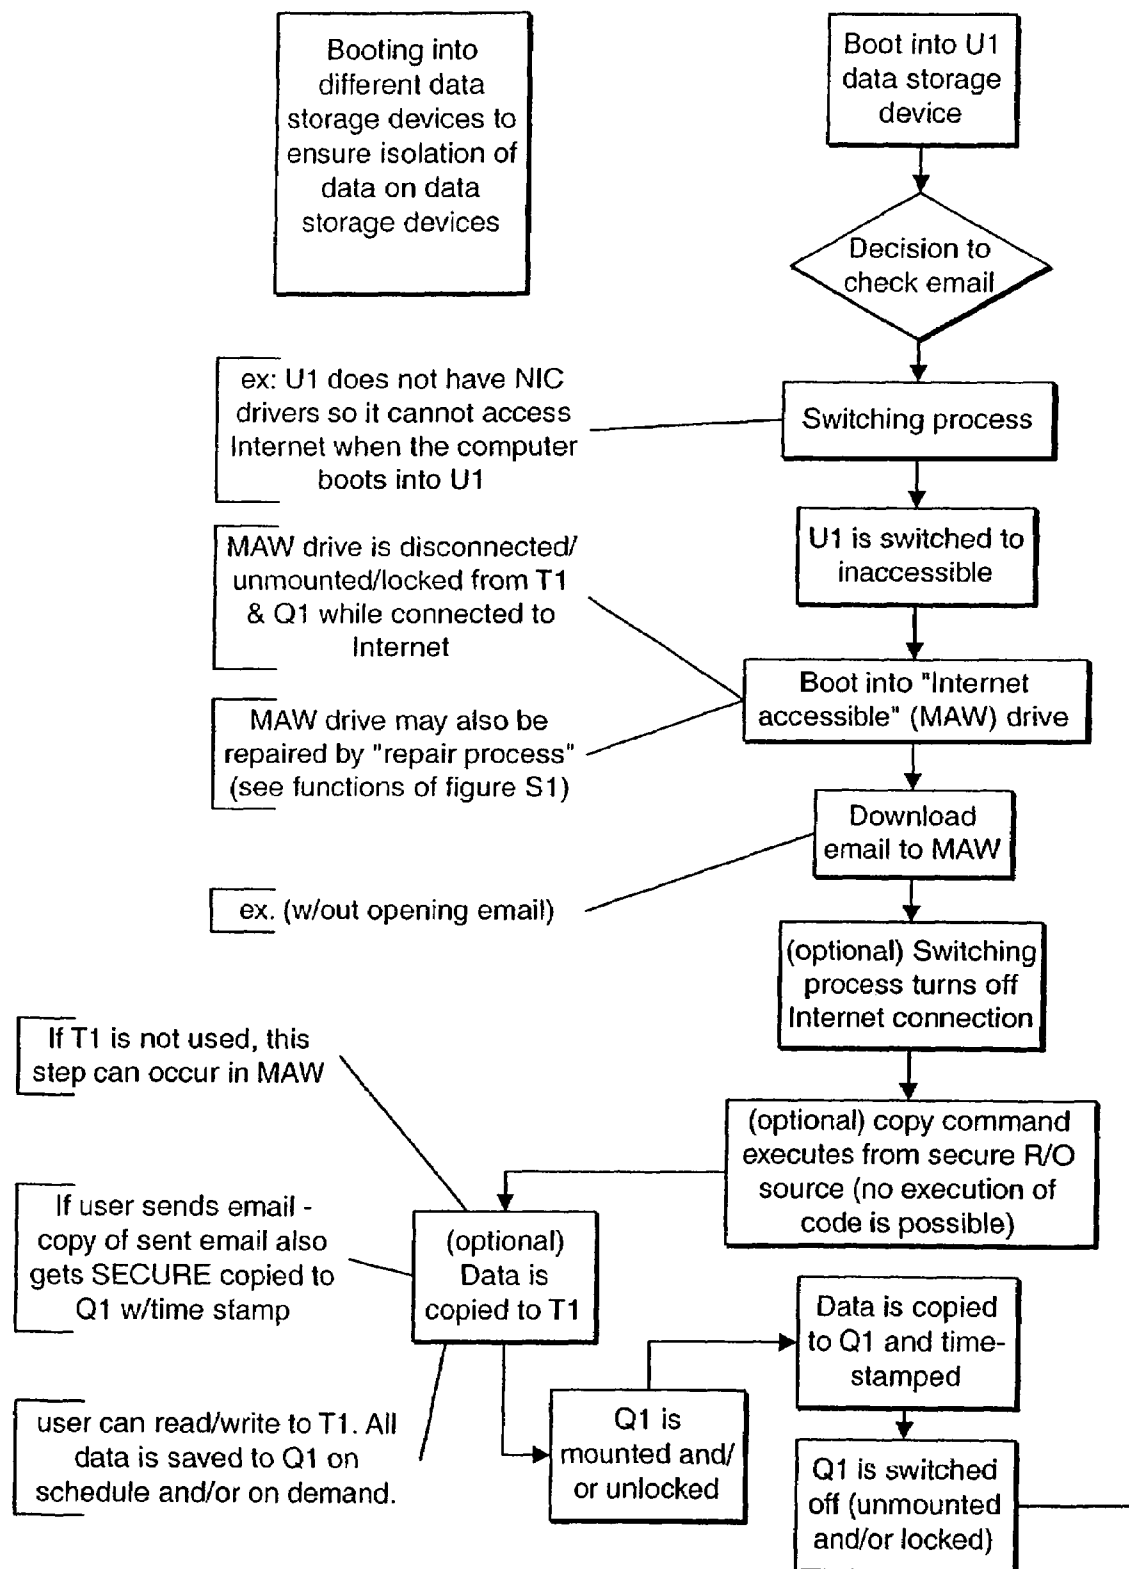 Booting into
different data
storage devices to
ensure isolation of
data on data
storage devices
Boot into U1
data storage
device
Decision to
check email
ex: U1 does not have NIC
drivers so it cannot access
Internet when the computer
boots into U1
Switching process
U1 is switched to
inaccessible
MAW drive is disconnected/
unmounted/locked from T1
& Q1 while connected to
Internet
Boot into "Internet
accessible" (MAW) drive
MAW drive may also be
repaired by "repair process"
(see functions of figure S1)
Download
email to MAW
ex. (w/out opening email)
(optional) Switching
process turns off
Internet connection
If T1 is not used, this
step can occur in MAW
(optional) copy command
executes from secure R/O
source (no execution of
code is possible)
If user sends email -
copy of sent email also
gets SECURE copied to
Q1 w/time stamp
(optional)
Data is
copied to T1
Data is copied
to Q1 and time-
stamped
user can read/write to T1. All
data is saved to Q1 on
schedule and/or on demand.
Q1 is
mounted and/
or unlocked
Q1 is switched
off (unmounted
and/or locked)